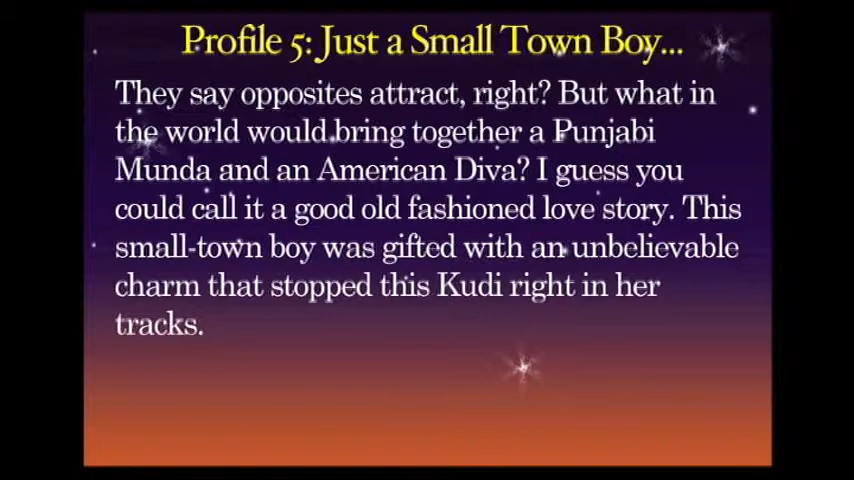 Profile 5: Just a Small Town Boy...
They say opposites attract, right? But what in
the world would bring together a Punjabi
Munda and an American Diva? I guess you
could call it a good old fashioned love story. This
small-town boy was gifted with an unbelievable
charm that stopped this Kudi right in her
tracks.